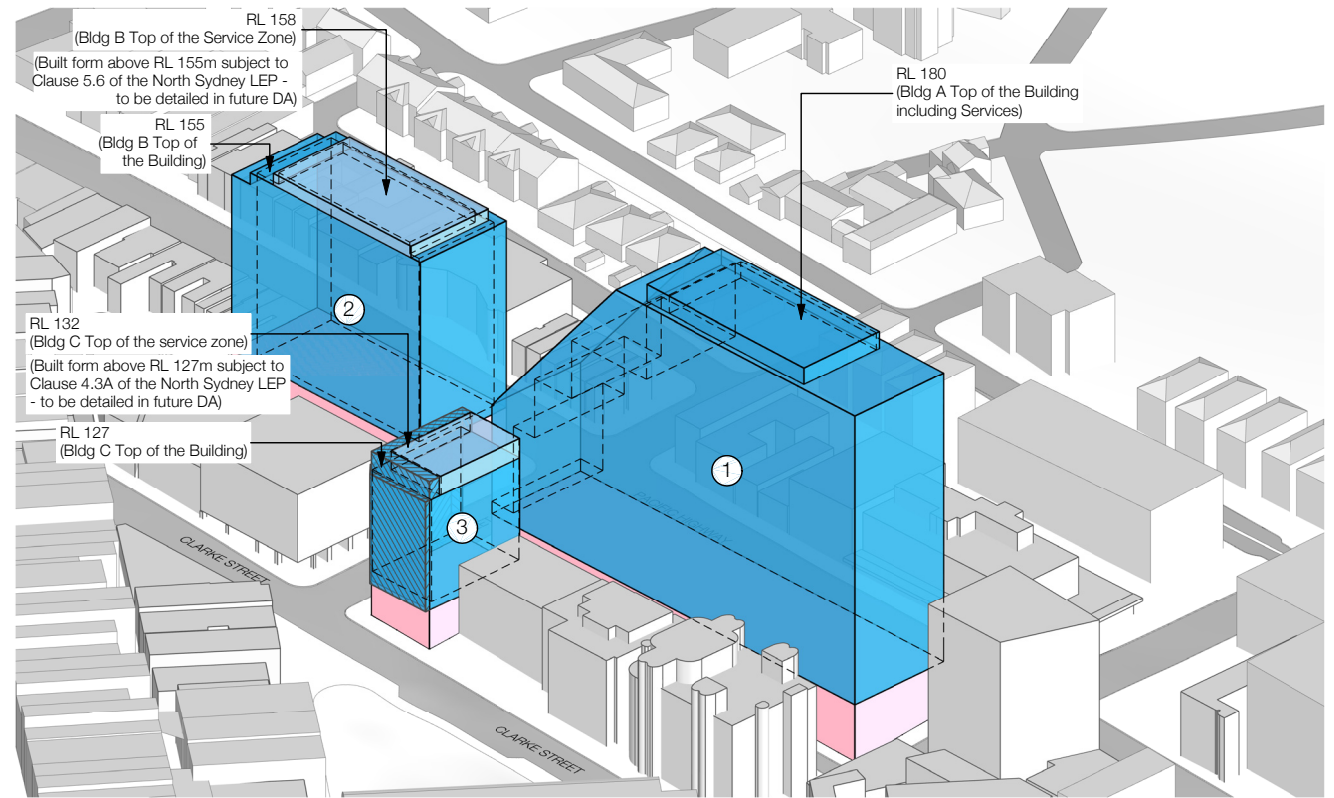 RL 158
(Bldg B Top of the Service Zone)
(Built form above RL 155m subject to
Clause 5.6 of the North Sydney LEP -
to be detailed in future DA)
RL 155
(Bldg B Top of
the Building)
RL 180
(Bldg A Top of the Building
including Services)
2
RL 132
(Bldg C Top of the service zone)
(Built form above RL 127m subject to
Clause 4.3A of the North Sydney LEP
- to be detailed in future DA)
RL 127
(Bldg C Top of the Building)
1
PACIFIC HIGHWAY
3
CLARKE STREET
CLARKE STREET